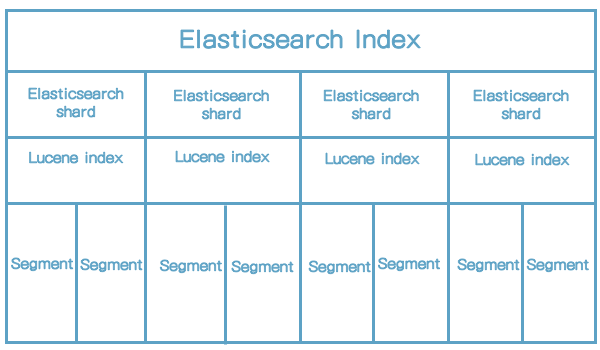 Elasticsearch Index
Elasticsearch
shard
Elasticsearch
shard
Elasticsearch
shard
Elasticsearch
shard
Lucene index
Lucene index
Lucene index
Lucene index
Segment
Segment
Segment
Segment
Segment
Segment
Segment
Segment